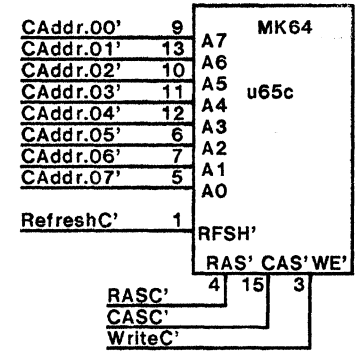 CAddr.00' 9 A7 MK64
CAddr.01' 13 A6
CAddr.02' 10 A5 u65c
CAddr.03' 11 A4
CAddr.04' 12 A3
CAddr.05' 6 A2
CAddr.06' 7 A1
CAddr.07' 5 A0
RefreshC' 1 RFSH'
RAS' CAS' WE'
4 15 3
RASC'
CASC'
WriteC'